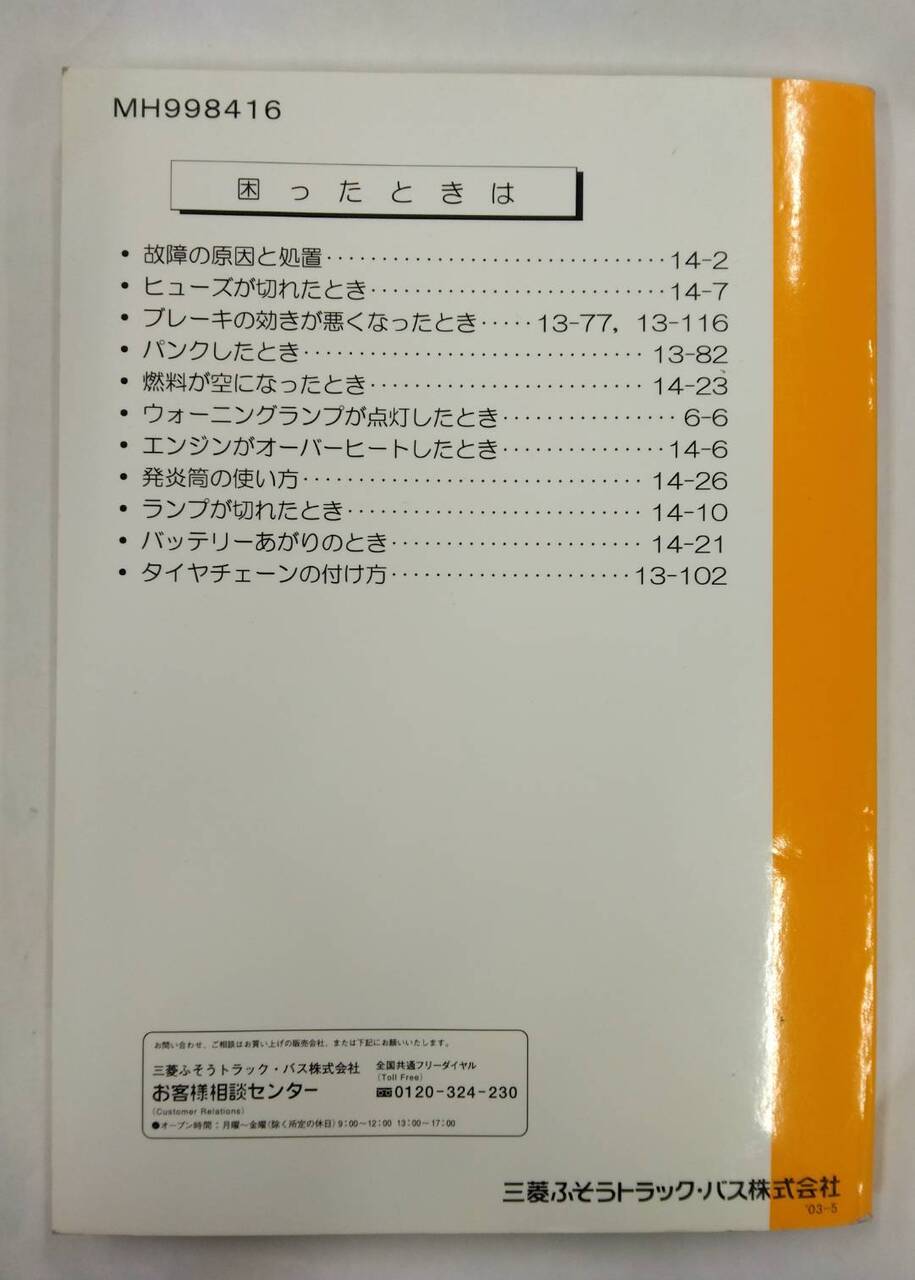 MH998416
困ったときは
• 故障の原因と処置······························14-2
• ヒューズが切れたとき··························14-7
• ブレーキの効きが悪くなったとき·····13-77, 13-116
• パンクしたとき······························13-82
• 燃料が空になったとき························14-23
• ウォーニングランプが点灯したとき················6-6
• エンジンがオーバーヒートしたとき···············14-6
• 発炎筒の使い方······························14-26
• ランプが切れたとき··························14-10
• バッテリーあがりのとき······················14-21
• タイヤチェーンの付け方······················13-102
お問い合わせ、ご相談はお買い上げの販売会社、または下記にお願いいたします。
三菱ふそうトラック・バス株式会社 全国共通フリーダイヤル
(Toll Free)
お客様相談センター 0120-324-230
(Customer Relations)
●オープン時間：月曜〜金曜(除く所定の休日) 9:00〜12:00 13:00〜17:00
三菱ふそうトラック・バス株式会社
'03-5